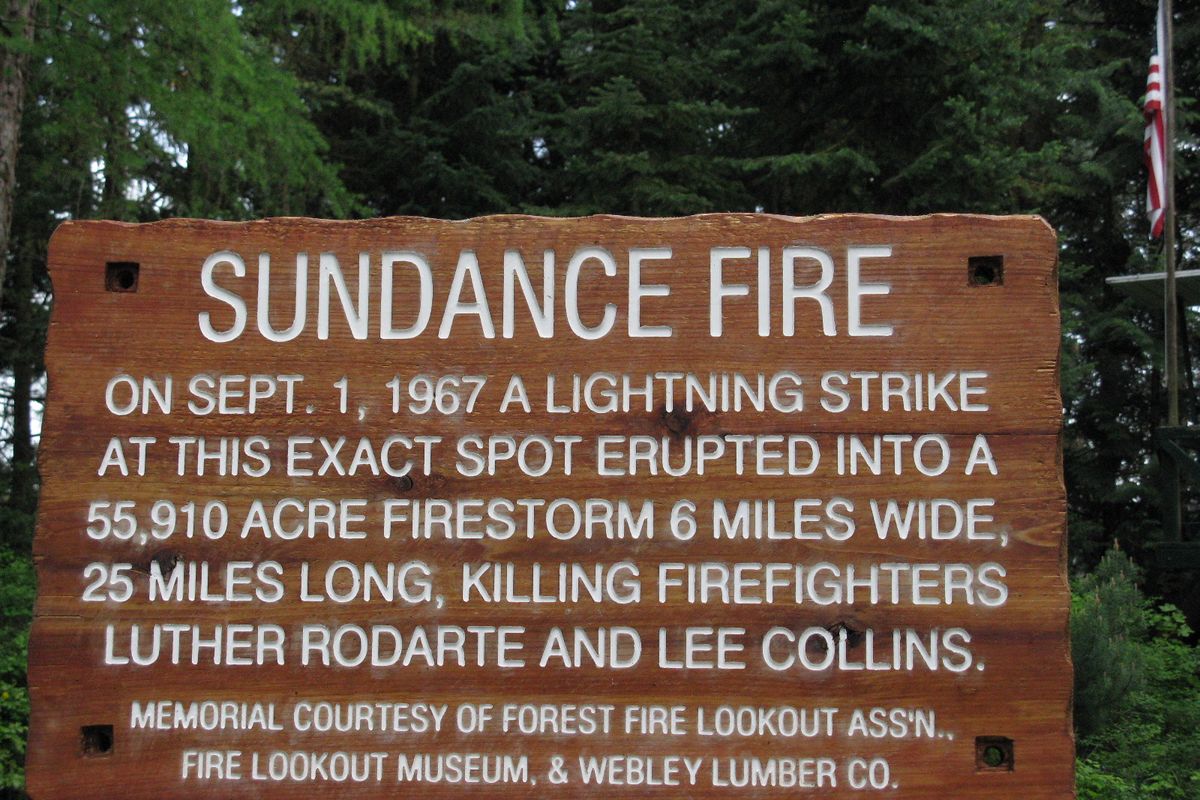 SUNDANCE FIRE
ON SEPT. 1, 1967 A LIGHTNING STRIKE
AT THIS EXACT SPOT ERUPTED INTO A
55,910 ACRE FIRESTORM 6 MILES WIDE,
25 MILES LONG, KILLING FIREFIGHTERS
LUTHER RODARTE AND LEE COLLINS.
MEMORIAL COURTESY OF FOREST FIRE LOOKOUT ASS'N.,
FIRE LOOKOUT MUSEUM, & WEBLEY LUMBER CO.